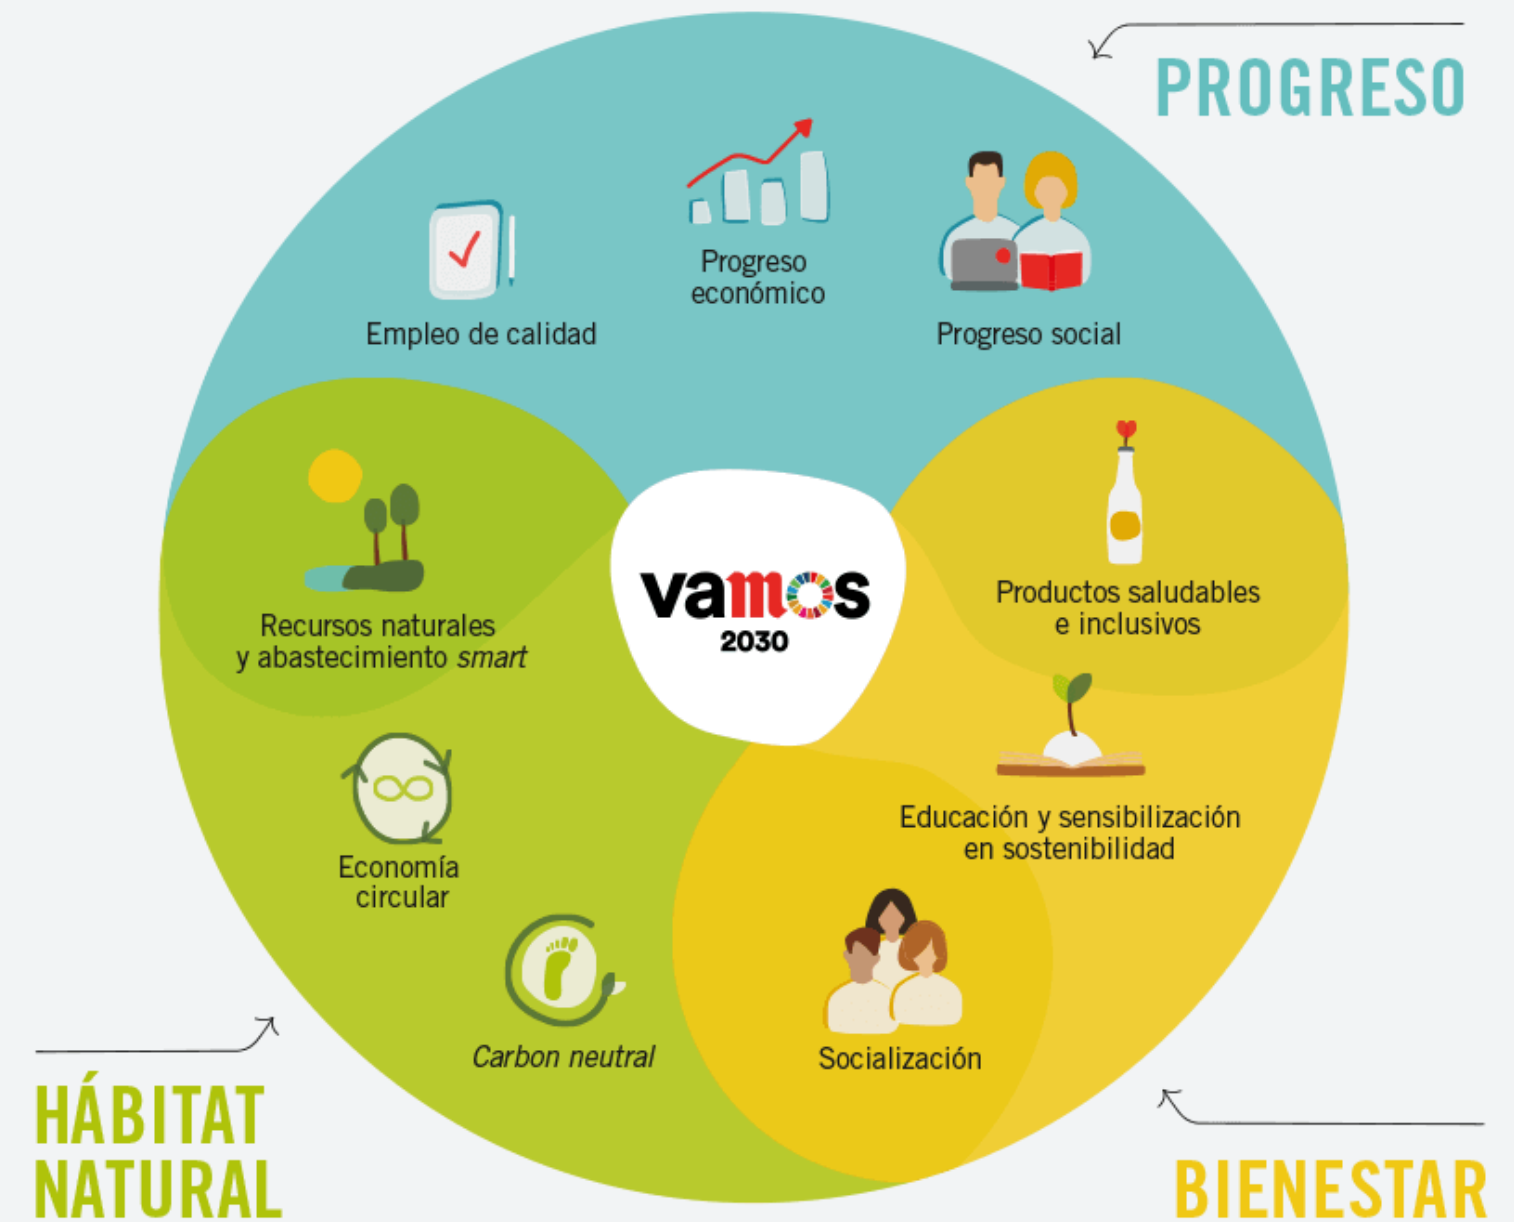 PROGRESO
Progreso
económico
Empleo de calidad
Progreso social
Recursos naturales
y abastecimiento smart
vamos
2030
Productos saludables
e inclusivos
Economía
circular
Educación y sensibilización
en sostenibilidad
Carbon neutral
Socialización
HÁBITAT
NATURAL
BIENESTAR